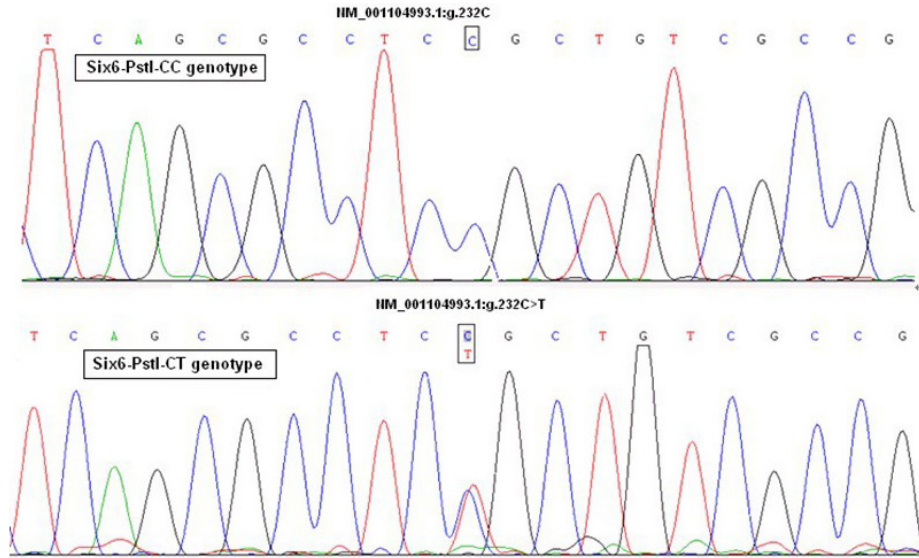 NM_001104993.1:g.232C
T C A G C G C C T C C G C T G T C G C C G
Six6-PstI-CC genotype
NM_001104993.1:g.232C>T
T C A G C G C C T C C G C T G T C G C C G
T
Six6-PstI-CT genotype